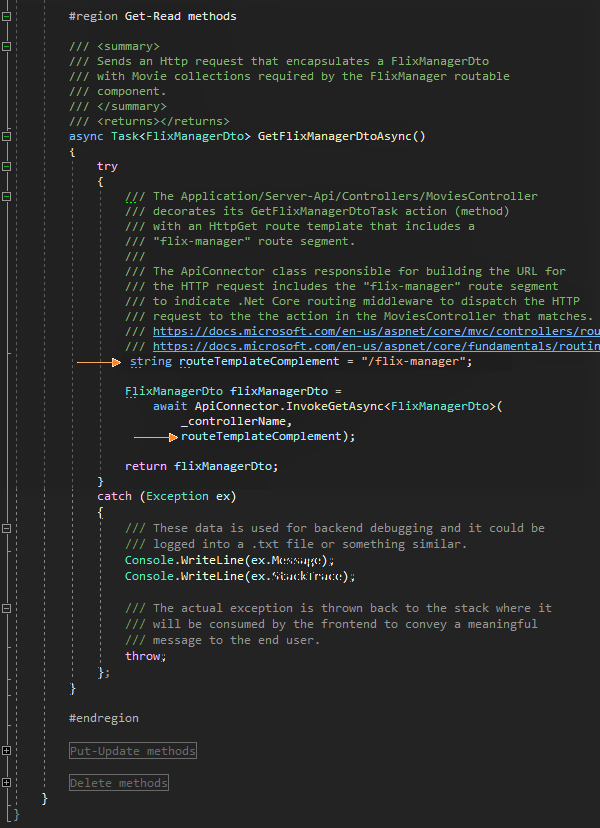 #region Get-Read methods
/// <summary>
/// Sends an Http request that encapsulates a FlixManagerDto
/// with Movie collections required by the FlixManager routable
/// component.
/// </summary>
/// <returns></returns>
async Task<FlixManagerDto> GetFlixManagerDtoAsync()
{
try
{
/// The Application/Server-Api/Controllers/MoviesController
/// decorates its GetFlixManagerDtoTask action (method)
/// with an HttpGet route template that includes a
/// "flix-manager" route segment.
///
/// The ApiConnector class responsible for building the URL for
/// the HTTP request includes the "flix-manager" route segment
/// to indicate .Net Core routing middleware to dispatch the HTTP
/// request to the the action in the MoviesController that matches.
/// https://docs.microsoft.com/en-us/aspnet/core/mvc/controllers/rou
/// https://docs.microsoft.com/en-us/aspnet/core/fundamentals/routin
string routeTemplateComplement = "/flix-manager";
FlixManagerDto flixManagerDto =
await ApiConnector.InvokeGetAsync<FlixManagerDto>(
_controllerName,
routeTemplateComplement);
return flixManagerDto;
}
catch (Exception ex)
{
/// These data is used for backend debugging and it could be
/// logged into a .txt file or something similar.
Console.WriteLine(ex.Message);
Console.WriteLine(ex.StackTrace);
/// The actual exception is thrown back to the stack where it
/// will be consumed by the frontend to convey a meaningful
/// message to the end user.
throw;
};
}
#endregion
Put-Update methods
Delete methods
}
}